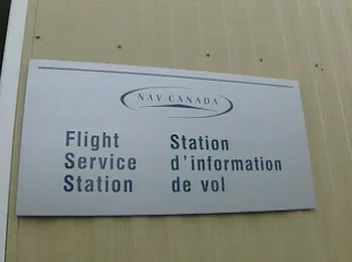 NAV CANADA
Flight Station
Service d'information
Station de vol